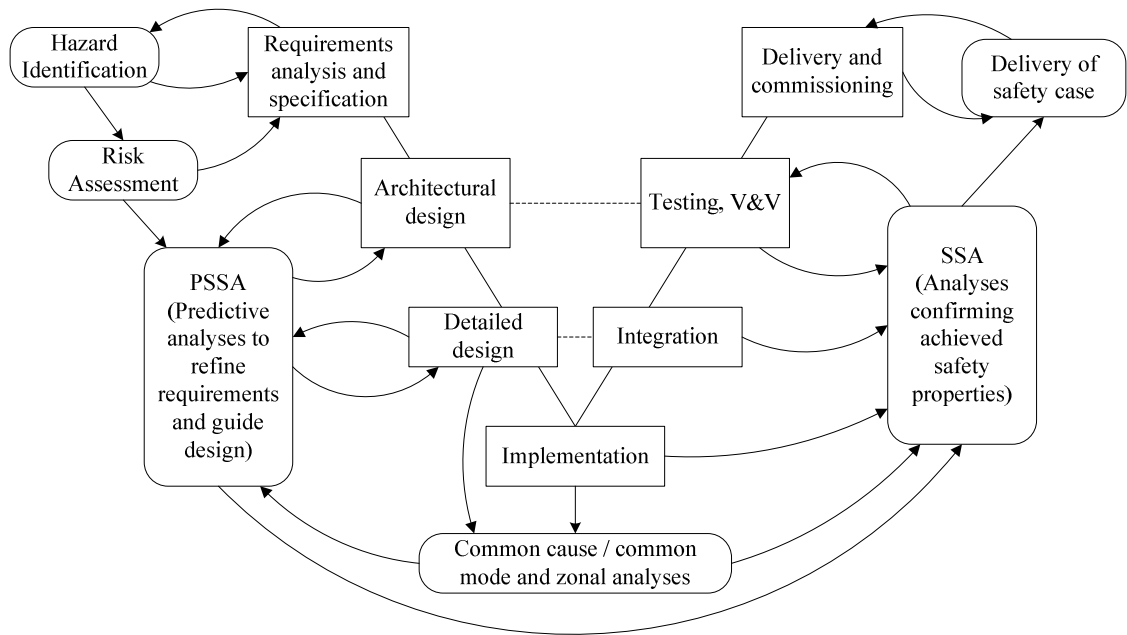 Hazard
Identification
Requirements
analysis and
specification
Delivery and
commissioning
Delivery of
safety case
Risk
Assessment
Architectural
design
Testing, V&V
PSSA
(Predictive
analyses to
refine
requirements
and guide
design)
SSA
(Analyses
confirming
achieved
safety
properties)
Detailed
design
Integration
Implementation
Common cause / common
mode and zonal analyses